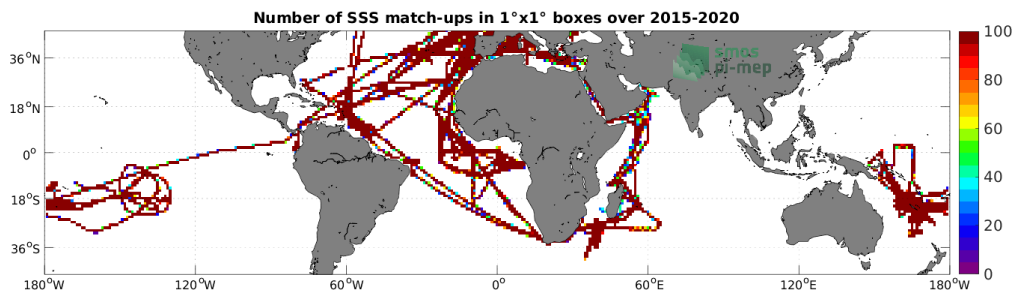 Number of SSS match-ups in 1°x1° boxes over 2015-2020
smos
pi-mep
36°N
18°N
0°
18°S
36°S
180°W
120°W
60°W
0°
60°E
120°E
180°W
100
80
60
40
20
0